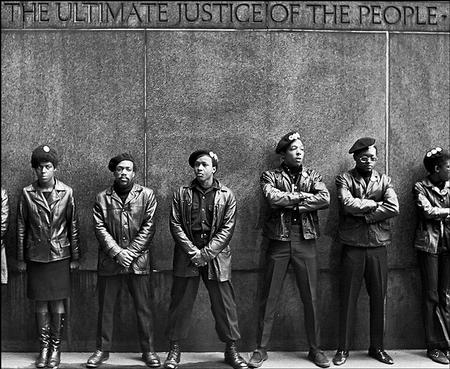 THE ULTIMATE JUSTICE OF THE PEOPLE •